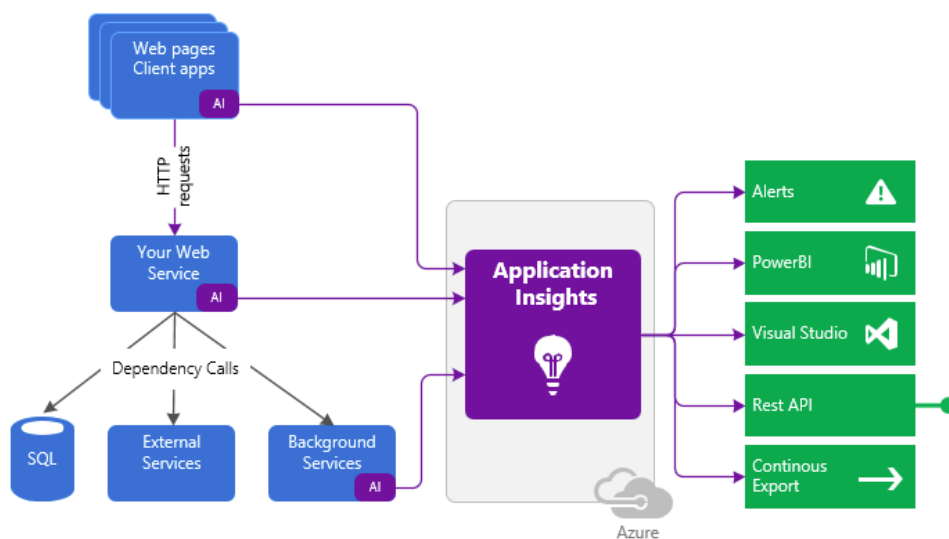 Web pages
Client apps
AI
HTTP
requests
Your Web
Service
AI
Dependency Calls
SQL
External
Services
Background
Services
AI
Application
Insights
Azure
Alerts
PowerBI
Visual Studio
Rest API
Continous
Export